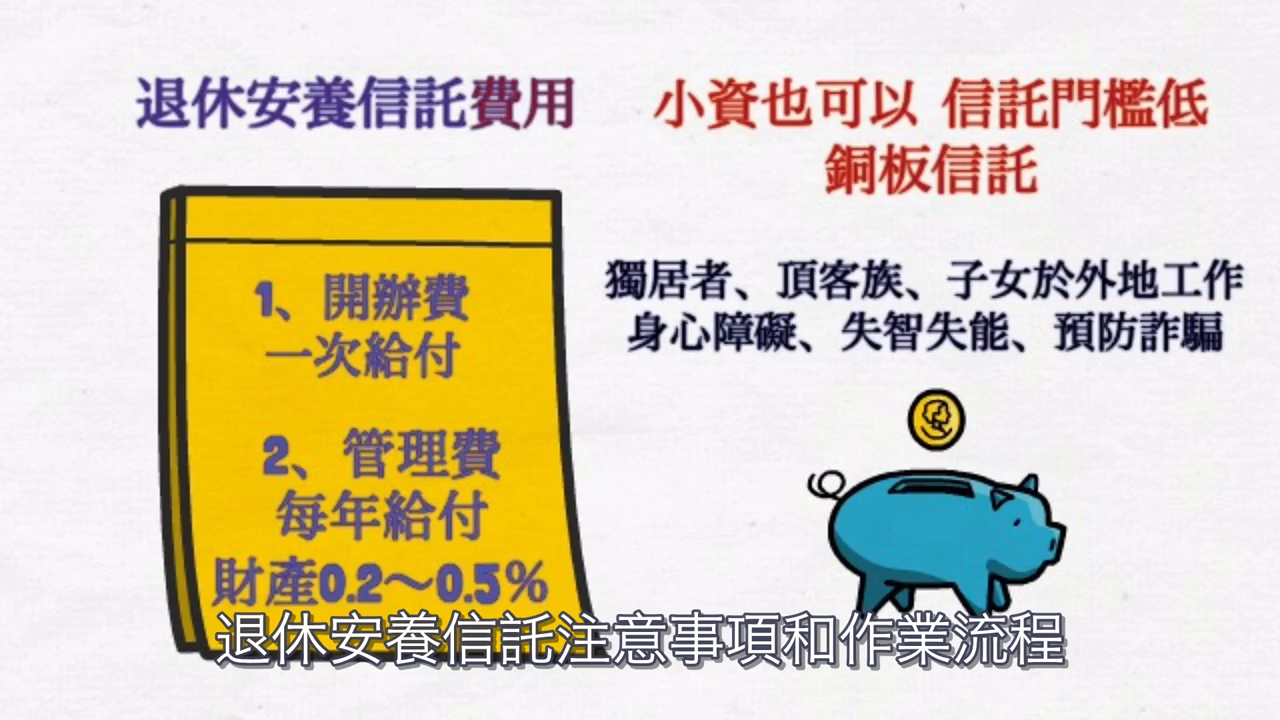 退休安養信託費用
1、開辦費
一次給付
2、管理費
每年給付
財產0.2～0.5%
小資也可以 信託門檻低
銅板信託
獨居者、頂客族、子女於外地工作
身心障礙、失智失能、預防詐騙
退休安養信託注意事項和作業流程